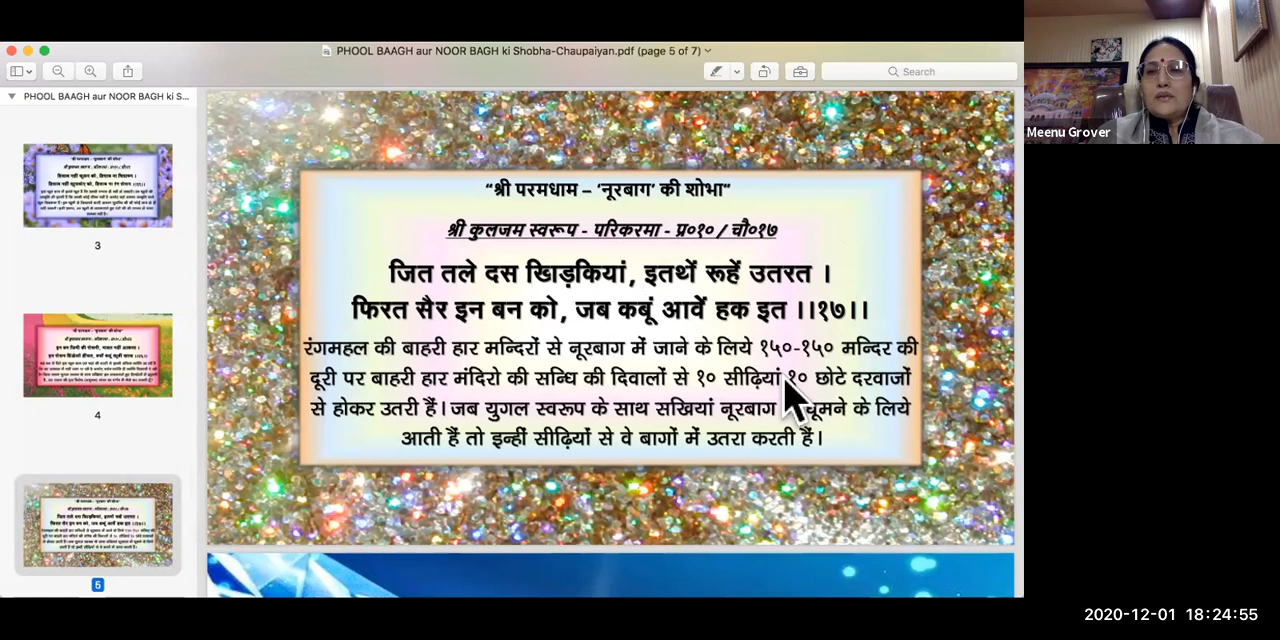 PHOOL BAAGH aur NOOR BAGH ki Shobha-Chaupaiyan.pdf (page 5 of 7)
Search
PHOOL BAAGH aur NOOR BAGH ki S...
3
4
5
“श्री परमधाम – ‘नूरबाग’ की शोभा“
श्री कुलजम स्वरूप - परिकरमा - प्र०१० / चौ०१७
जित तले दस खिड़कियां, इतथें रूहें उतरत ।
फिरत सैर इन बन को, जब कबूं आवें हक इत ।।१७।।
रंगमहल की बाहरी हार मन्दिरों से नूरबाग में जाने के लिये १५०-१५० मन्दिर की
दूरी पर बाहरी हार मंदिरो की सन्धि की दिवालों से १० सीढ़ियां १० छोटे दरवाजों
से होकर उतरी हैं। जब युगल स्वरूप के साथ सखियां नूरबाग घूमने के लिये
आती हैं तो इन्हीं सीढ़ियों से वे बागों में उतरा करती हैं।
Meenu Grover
2020-12-01 18:24:55